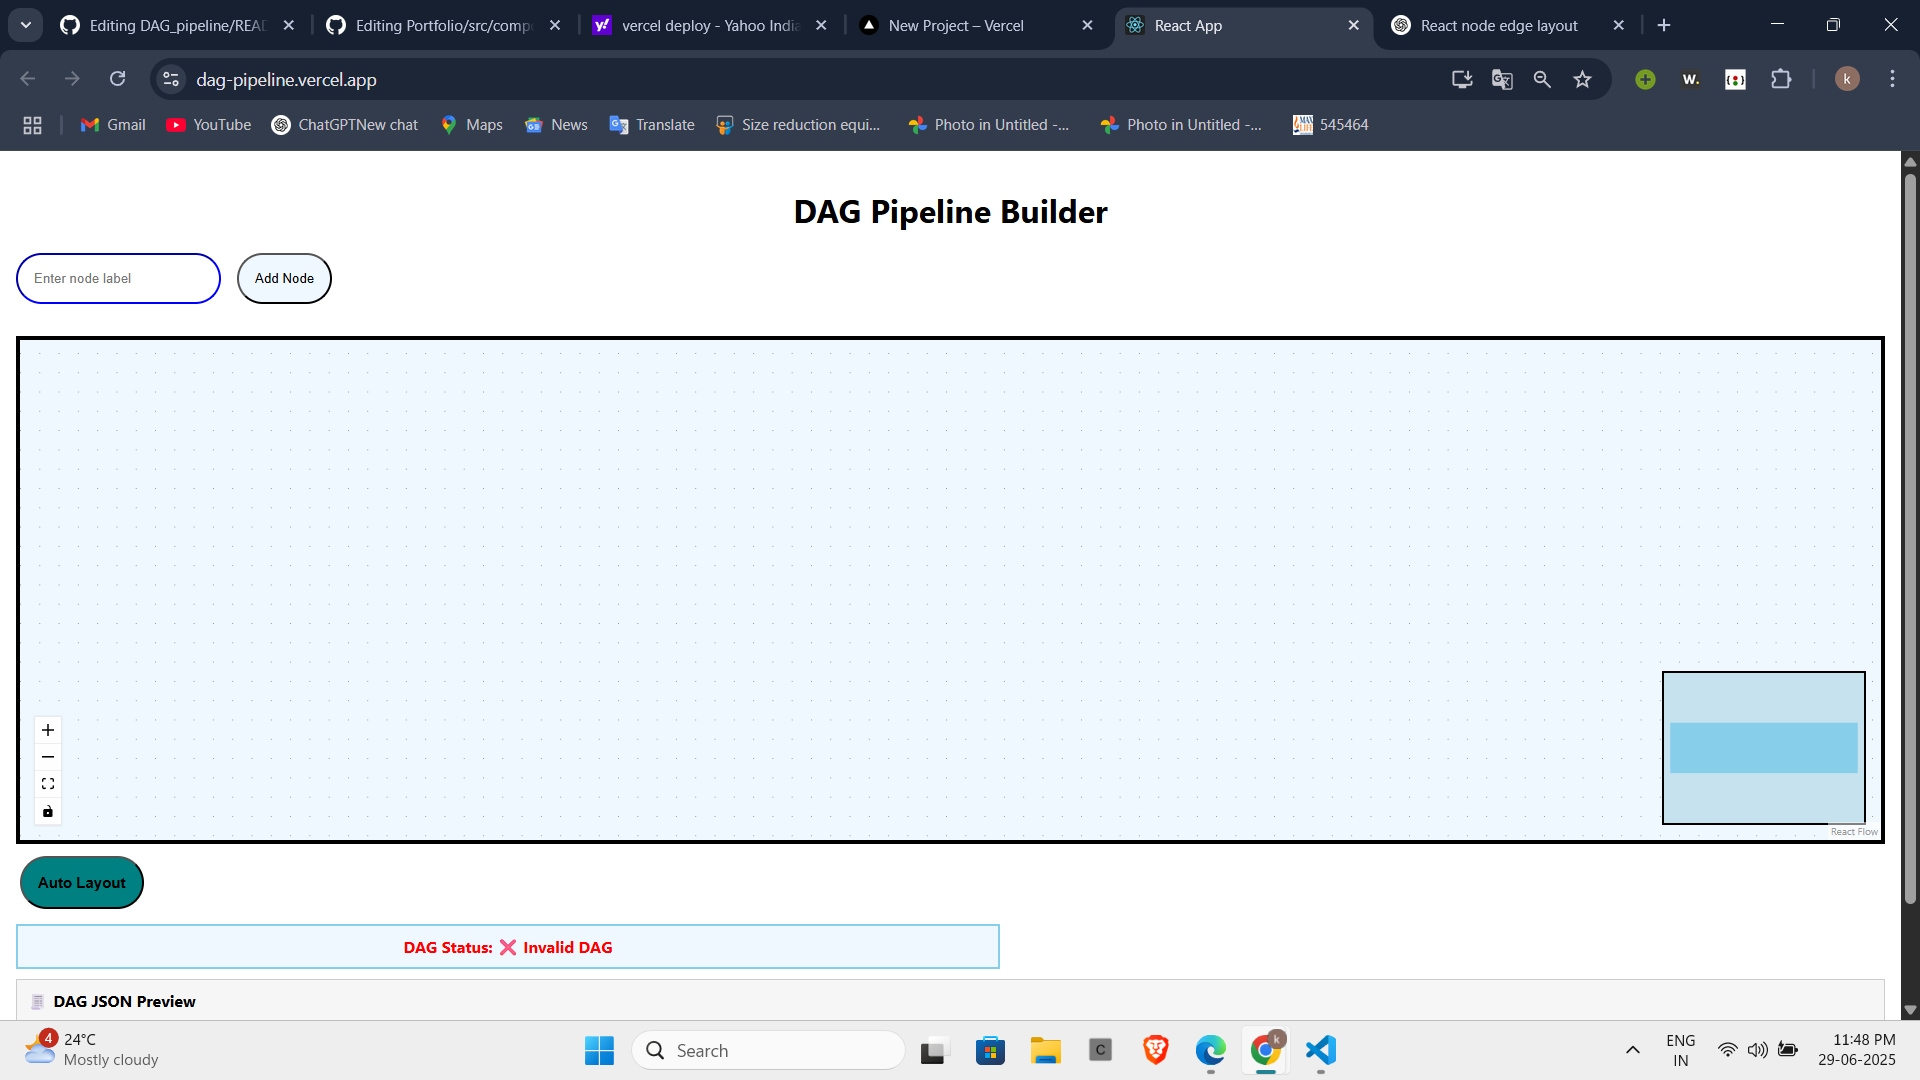 Editing DAG_pipeline/REAI
Editing Portfolio/src/comp
vercel deploy - Yahoo India
New Project – Vercel
React App
React node edge layout
dag-pipeline.vercel.app
k
Gmail
YouTube
ChatGPTNew chat
Maps
News
Translate
Size reduction equi...
Photo in Untitled -...
Photo in Untitled -...
545464
DAG Pipeline Builder
Enter node label
Add Node
React Flow
Auto Layout
DAG Status: ❌ Invalid DAG
DAG JSON Preview
4
24°C
Mostly cloudy
Search
ENG
IN
11:48 PM
29-06-2025